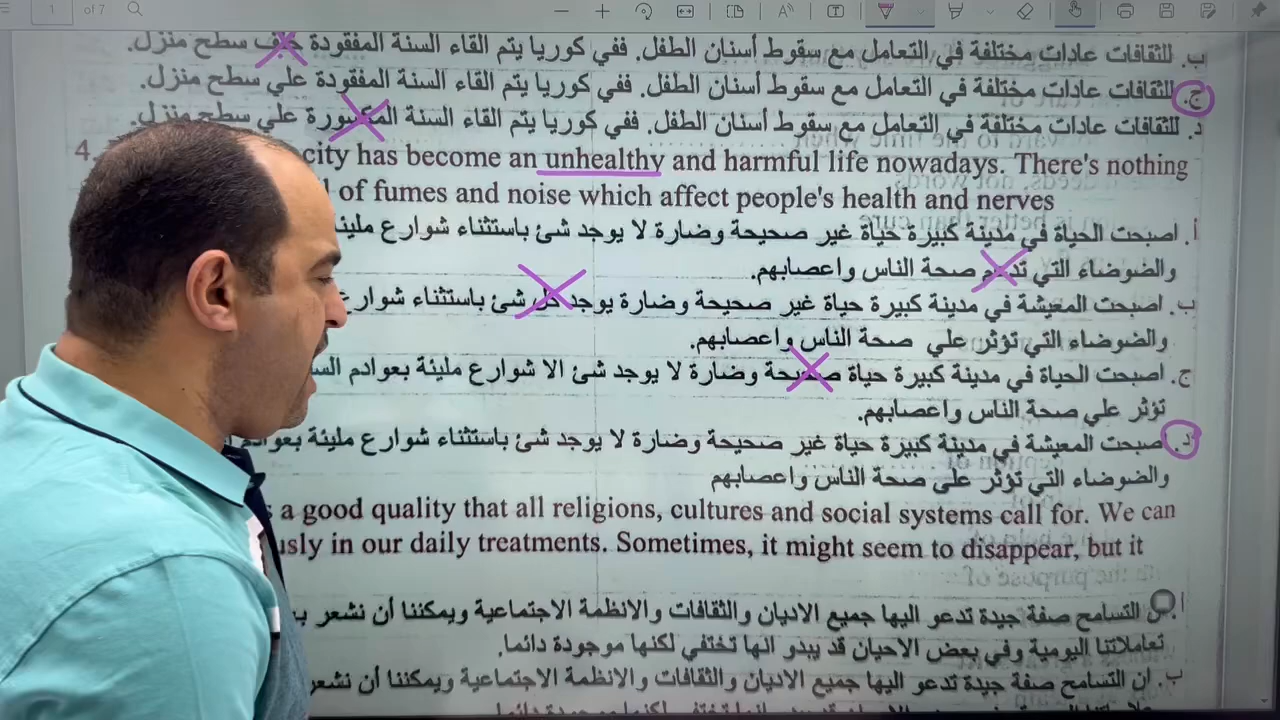 1 of 7
ب. للثقافات عادات مختلفة في التعامل مع سقوط أسنان الطفل. ففي كوريا يتم القاء السنة المفقودة خلف سطح منزل.
ج. للثقافات عادات مختلفة في التعامل مع سقوط أسنان الطفل. ففي كوريا يتم القاء السنة المفقودة علي سطح منزل.
د. للثقافات عادات مختلفة في التعامل مع سقوط أسنان الطفل. ففي كوريا يتم القاء السنة المكسورة علي سطح منزل.
4. city has become an unhealthy and harmful life nowadays. There's nothing
of fumes and noise which affect people's health and nerves
أ. اصبحت الحياة في مدينة كبيرة حياة غير صحيحة وضارة لا يوجد شئ باستثناء شوارع
والضوضاء التي صحة الناس واعصابهم.
ب. اصبحت المعيشة في مدينة كبيرة حياة غير صحيحة وضارة يوجد كل شئ باستثناء
والضوضاء التي تؤثر علي صحة الناس واعصابهم.
ج. اصبحت الحياة في مدينة كبيرة حياة صحيحة وضارة لا يوجد شئ الا شوارع مليئة بعوادم
تؤثر علي صحة الناس واعصابهم.
د. صبحت المعيشة في مدينة كبيرة حياة غير صحيحة وضارة لا يوجد شئ باستثناء شوارع مليئة
والضوضاء التي تؤثر على صحة الناس واعصابهم
a good quality that all religions, cultures and social systems call for. We can
in our daily treatments. Sometimes, it might seem to disappear, but it
أ. التسامح صفة جيدة تدعو اليها جميع الاديان والثقافات والانظمة الاجتماعية ويمكننا أن نشعر
تعاملاتنا اليومية وفي بعض الاحيان قد يبدو انها تختفي لكنها موجودة دائما.
ب. ان التسامح صفة جيدة تدعو اليها جميع الاديان والثقافات والانظمة الاجتماعية ويمكننا أن نشعر